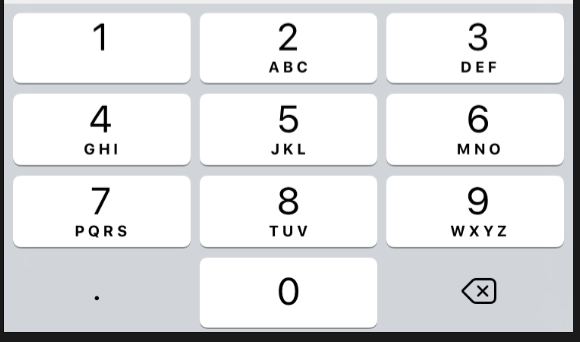 1 2 3
ABC DEF
4 5 6
GHI JKL MNO
7 8 9
PQRS TUV WXYZ
. 0